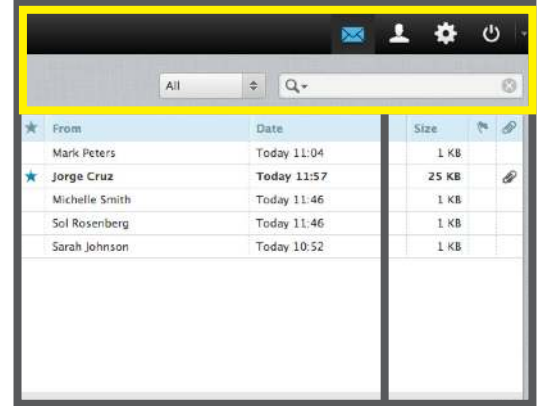 All
From Date Size
Mark Peters Today 11:04 1 KB
Jorge Cruz Today 11:57 25 KB
Michelle Smith Today 11:46 1 KB
Sol Rosenberg Today 11:46 1 KB
Sarah Johnson Today 10:52 1 KB